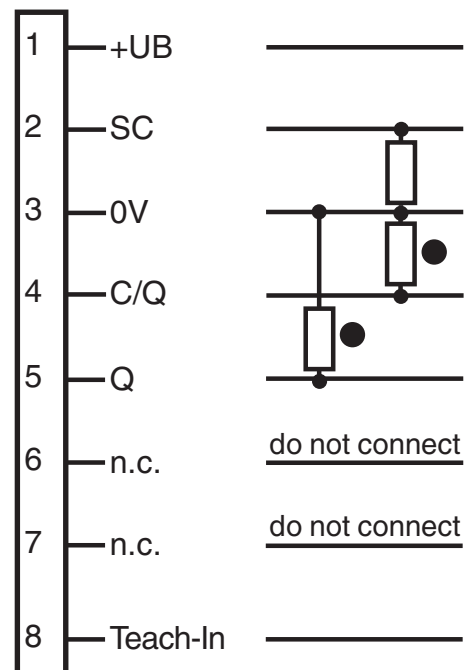 1 +UB
2 SC
3 0V
4 C/Q
5 Q
6 n.c. do not connect
7 n.c. do not connect
8 Teach-In